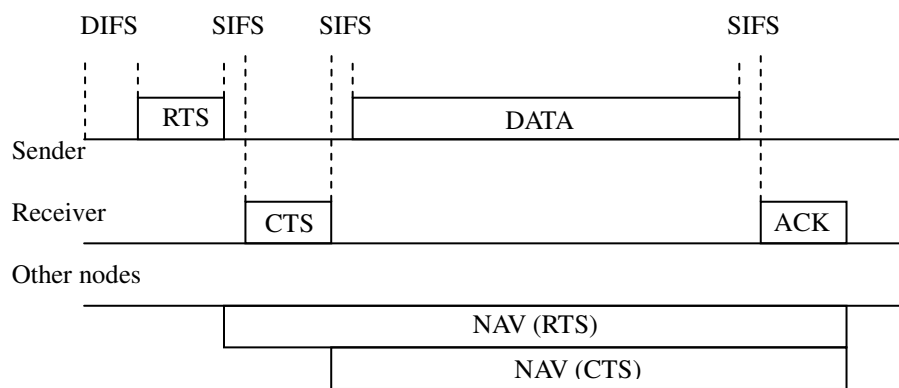 DIFS SIFS SIFS SIFS
RTS DATA
Sender
Receiver CTS ACK
Other nodes
NAV (RTS)
NAV (CTS)